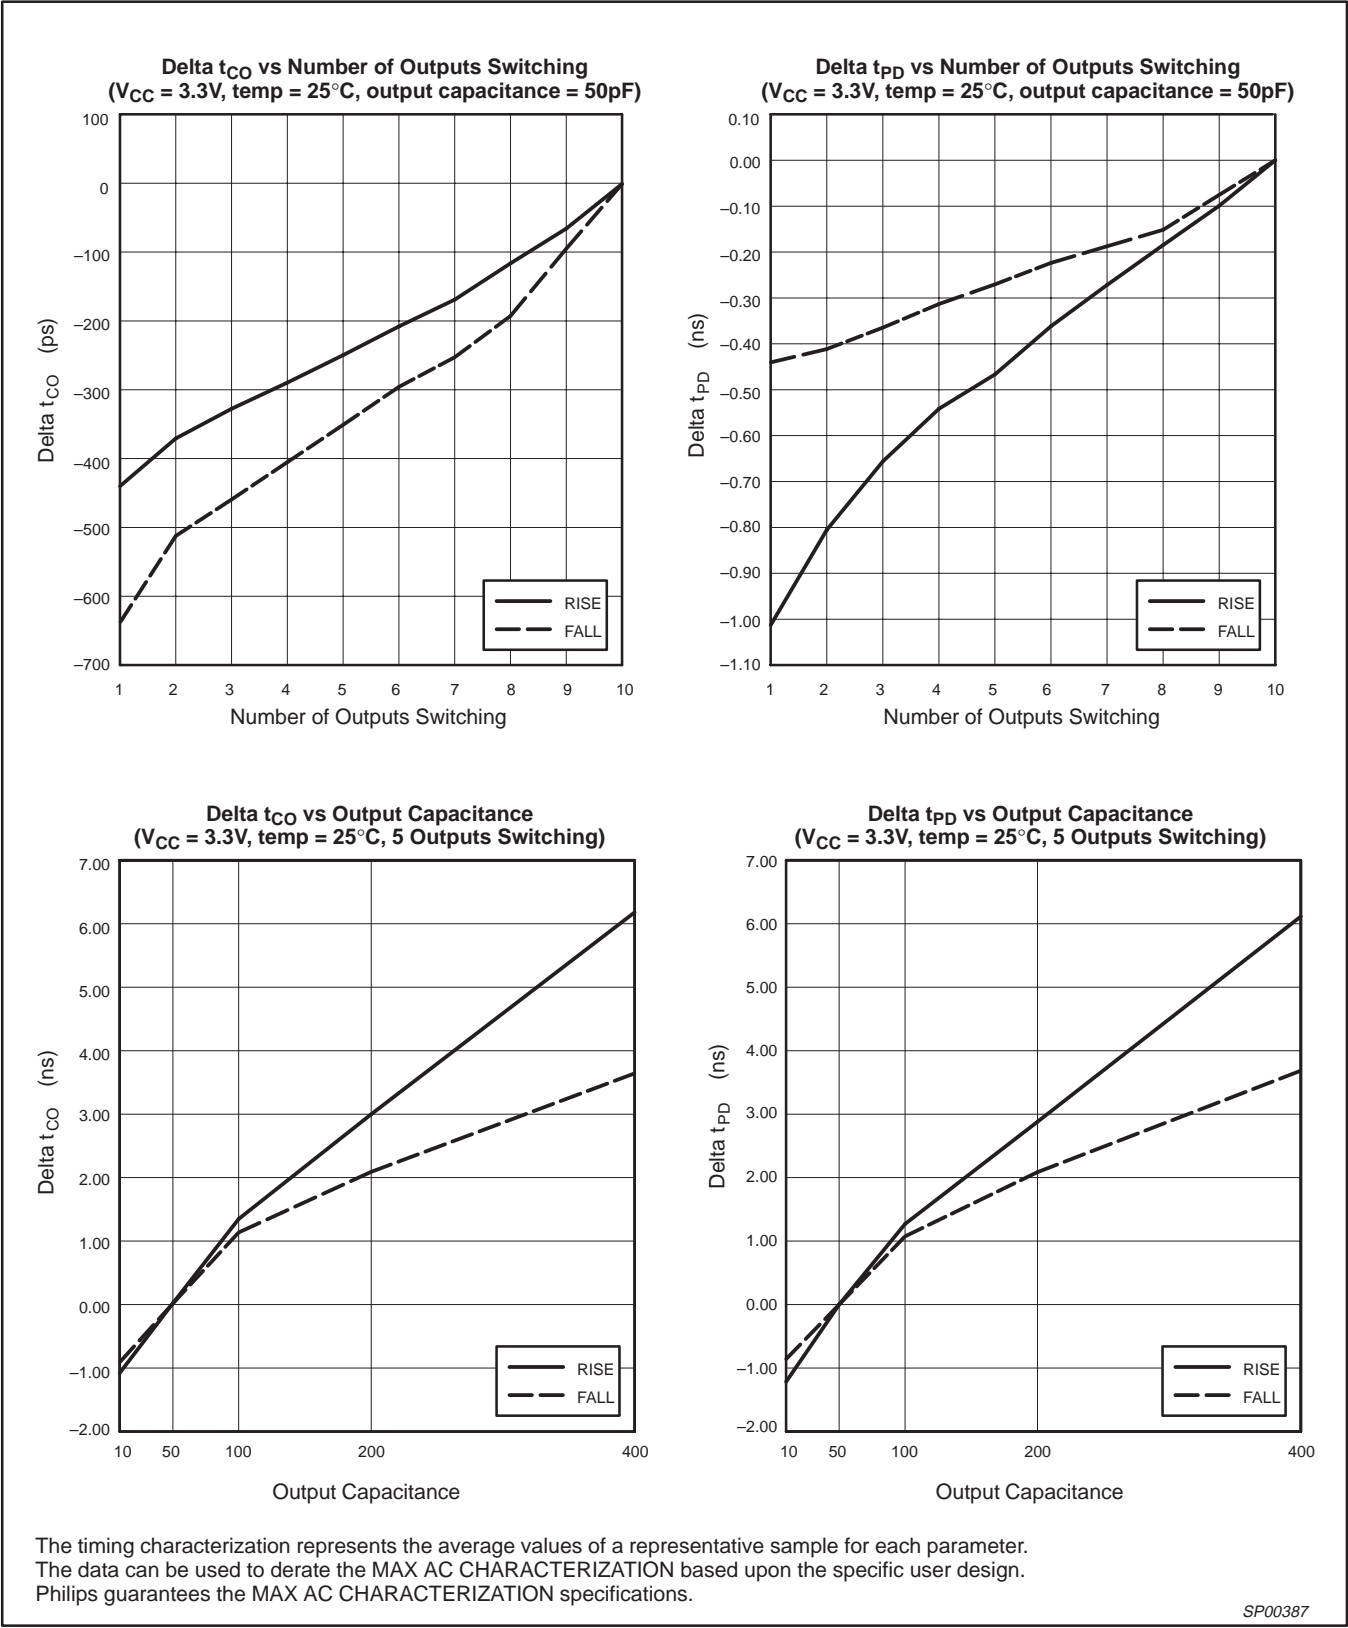 Delta tCO vs Number of Outputs Switching
(VCC = 3.3V, temp = 25°C, output capacitance = 50pF)
100
0
–100
–200
–300
–400
–500
–600
–700
Delta tCO (ps)
RISE
FALL
1 2 3 4 5 6 7 8 9 10
Number of Outputs Switching
Delta tPD vs Number of Outputs Switching
(VCC = 3.3V, temp = 25°C, output capacitance = 50pF)
0.10
0.00
–0.10
–0.20
–0.30
–0.40
–0.50
–0.60
–0.70
–0.80
–0.90
–1.00
–1.10
Delta tPD (ns)
RISE
FALL
1 2 3 4 5 6 7 8 9 10
Number of Outputs Switching
Delta tCO vs Output Capacitance
(VCC = 3.3V, temp = 25°C, 5 Outputs Switching)
7.00
6.00
5.00
4.00
3.00
2.00
1.00
0.00
–1.00
–2.00
Delta tCO (ns)
RISE
FALL
10 50 100 200 400
Output Capacitance
Delta tPD vs Output Capacitance
(VCC = 3.3V, temp = 25°C, 5 Outputs Switching)
7.00
6.00
5.00
4.00
3.00
2.00
1.00
0.00
–1.00
–2.00
Delta tPD (ns)
RISE
FALL
10 50 100 200 400
Output Capacitance
The timing characterization represents the average values of a representative sample for each parameter.
The data can be used to derate the MAX AC CHARACTERIZATION based upon the specific user design.
Philips guarantees the MAX AC CHARACTERIZATION specifications.
SP00387